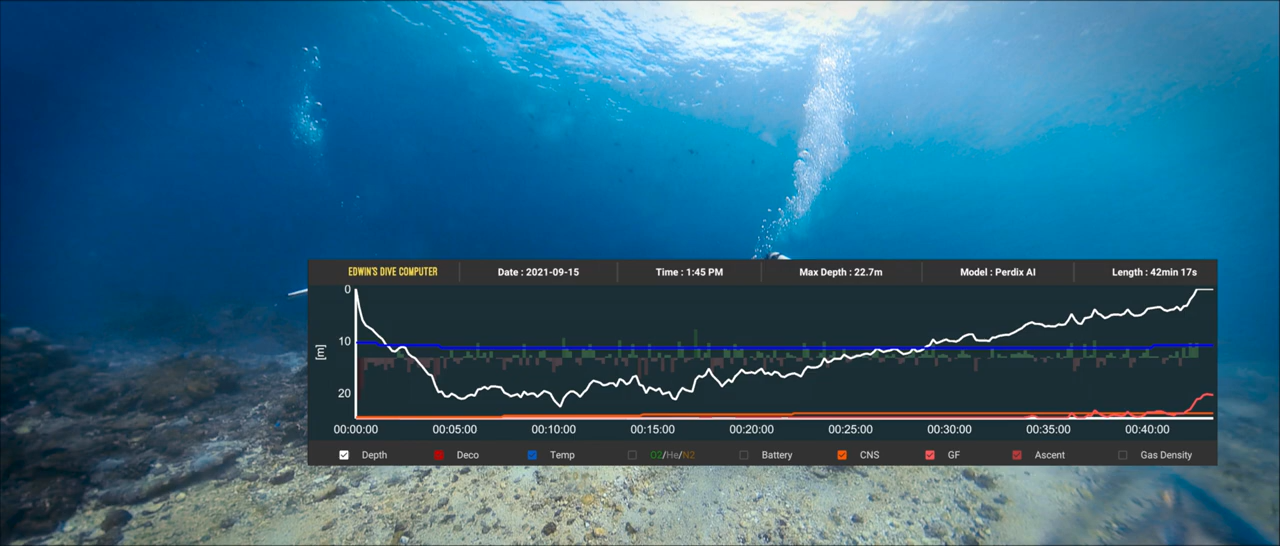 EDWIN'S DIVE COMPUTER Date : 2021-09-15 Time : 1:45 PM Max Depth : 22.7m Model : Perdix AI Length : 42min 17s
0
10
[m]
20
00:00:00 00:05:00 00:10:00 00:15:00 00:20:00 00:25:00 00:30:00 00:35:00 00:40:00
Depth Deco Temp O2/He/N2 Battery CNS GF Ascent Gas Density